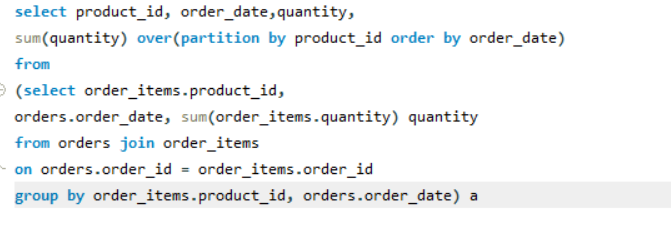 select product_id, order_date,quantity,
sum(quantity) over(partition by product_id order by order_date)
from
(select order_items.product_id,
orders.order_date, sum(order_items.quantity) quantity
from orders join order_items
on orders.order_id = order_items.order_id
group by order_items.product_id, orders.order_date) a